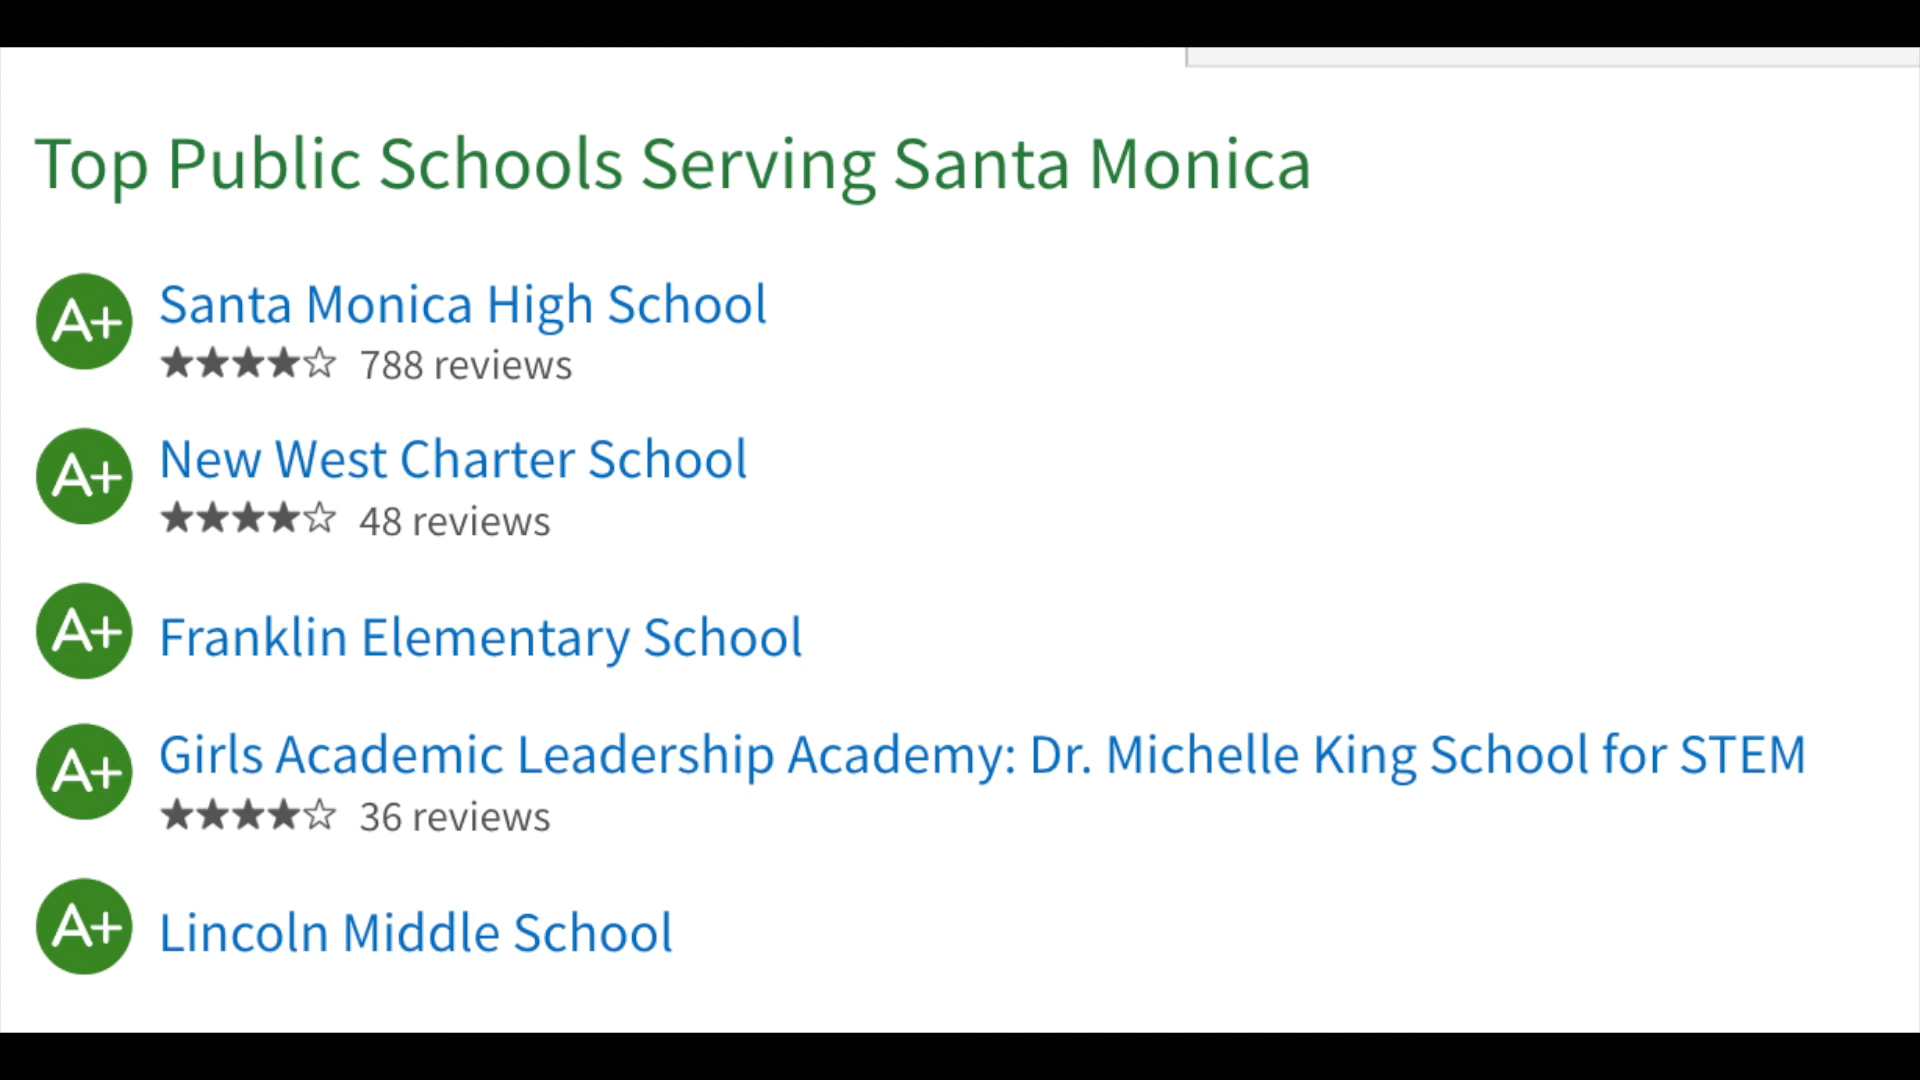 Top Public Schools Serving Santa Monica
A+ Santa Monica High School
★★★★☆ 788 reviews
A+ New West Charter School
★★★★☆ 48 reviews
A+ Franklin Elementary School
A+ Girls Academic Leadership Academy: Dr. Michelle King School for STEM
★★★★☆ 36 reviews
A+ Lincoln Middle School